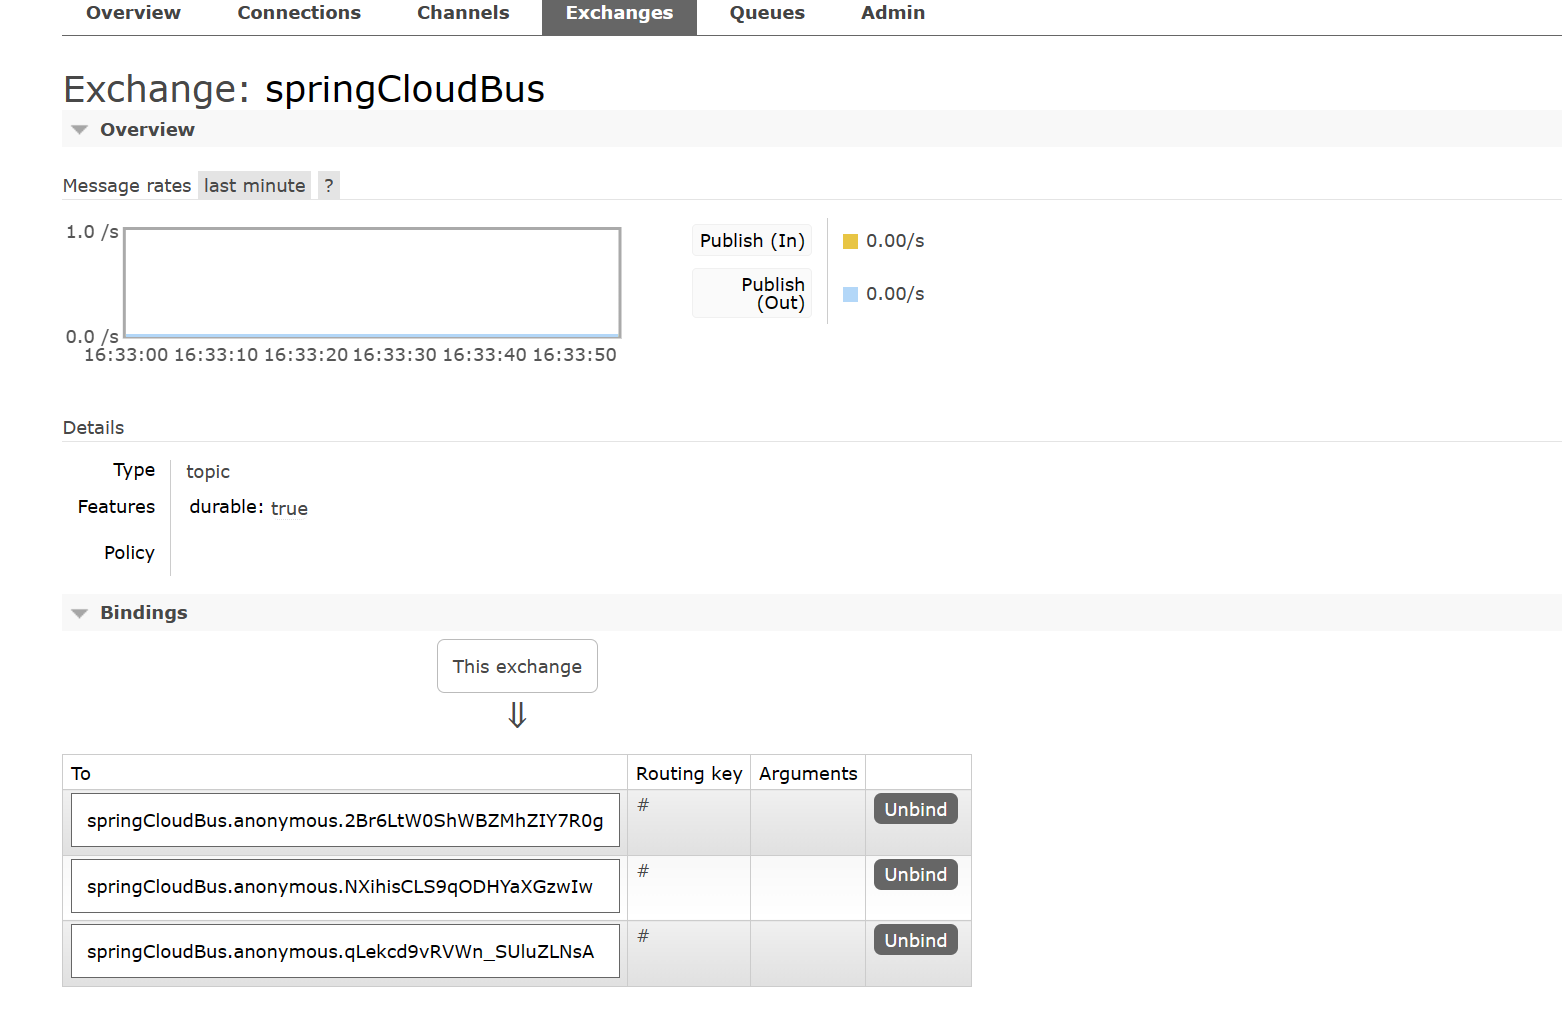 Overview Connections Channels Exchanges Queues Admin
Exchange: springCloudBus
Overview
Message rates last minute ?
1.0 /s
0.0 /s
16:33:00 16:33:10 16:33:20 16:33:30 16:33:40 16:33:50
Publish (In) 0.00/s
Publish
(Out) 0.00/s
Details
Type topic
Features durable: true
Policy
Bindings
This exchange
⇓
To Routing key Arguments
springCloudBus.anonymous.2Br6LtW0ShWBZMhZIY7R0g # Unbind
springCloudBus.anonymous.NXihisCLS9qODHYaXGzwIw # Unbind
springCloudBus.anonymous.qLekcd9vRVWn_SUluZLNsA # Unbind